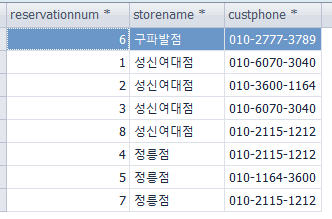 reservationnum * storename * custphone *
6 구파발점 010-2777-3789
1 성신여대점 010-6070-3040
2 성신여대점 010-3600-1164
3 성신여대점 010-6070-3040
8 성신여대점 010-2115-1212
4 정릉점 010-2115-1212
5 정릉점 010-1164-3600
7 정릉점 010-2115-1212